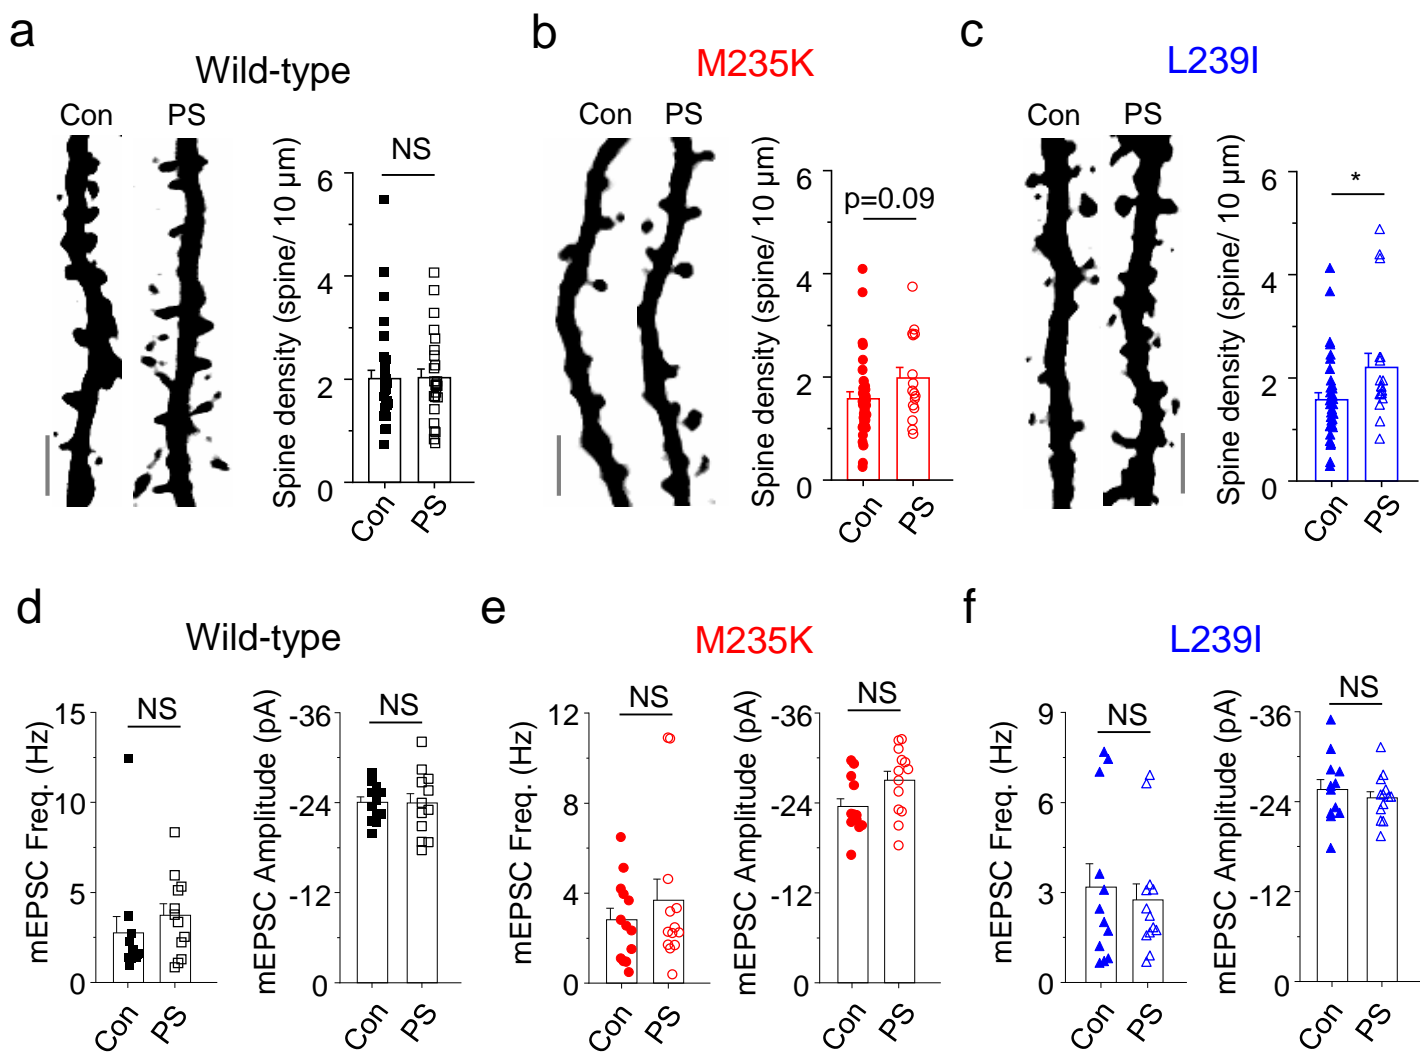 a
Wild-type
Con PS
Spine density (spine/ 10 µm)
NS
6
4
2
0
Con PS
b
M235K
Con PS
Spine density (spine/ 10 µm)
p=0.09
6
4
2
0
Con PS
c
L239I
Con PS
Spine density (spine/ 10 µm)
*
6
4
2
0
Con PS
d
Wild-type
mEPSC Freq. (Hz)
NS
15
10
5
0
Con PS
mEPSC Amplitude (pA)
NS
-36
-24
-12
0
Con PS
e
M235K
mEPSC Freq. (Hz)
NS
12
8
4
0
Con PS
mEPSC Amplitude (pA)
NS
-36
-24
-12
0
Con PS
f
L239I
mEPSC Freq. (Hz)
NS
9
6
3
0
Con PS
mEPSC Amplitude (pA)
NS
-36
-24
-12
0
Con PS